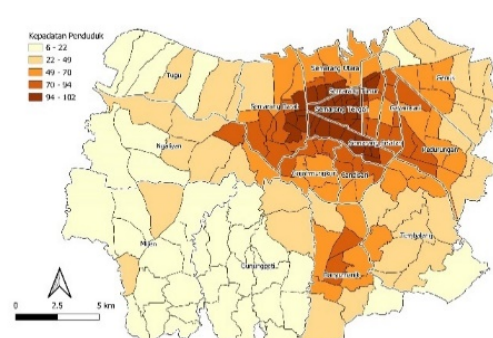 Kepadatan Penduduk
6 - 22
22 - 49
49 - 70
70 - 94
94 - 102
Semarang Utara
Tugu
Genuk
Semarang Timur
Semarang Barat
Semarang Tengah
Gayamsari
Semarang Selatan
Ngaliyan
Pedurungan
Gajahmungkur
Candisari
Tembalang
Mijen
Gunungpati
Banyumanik
0 2.5 5 km